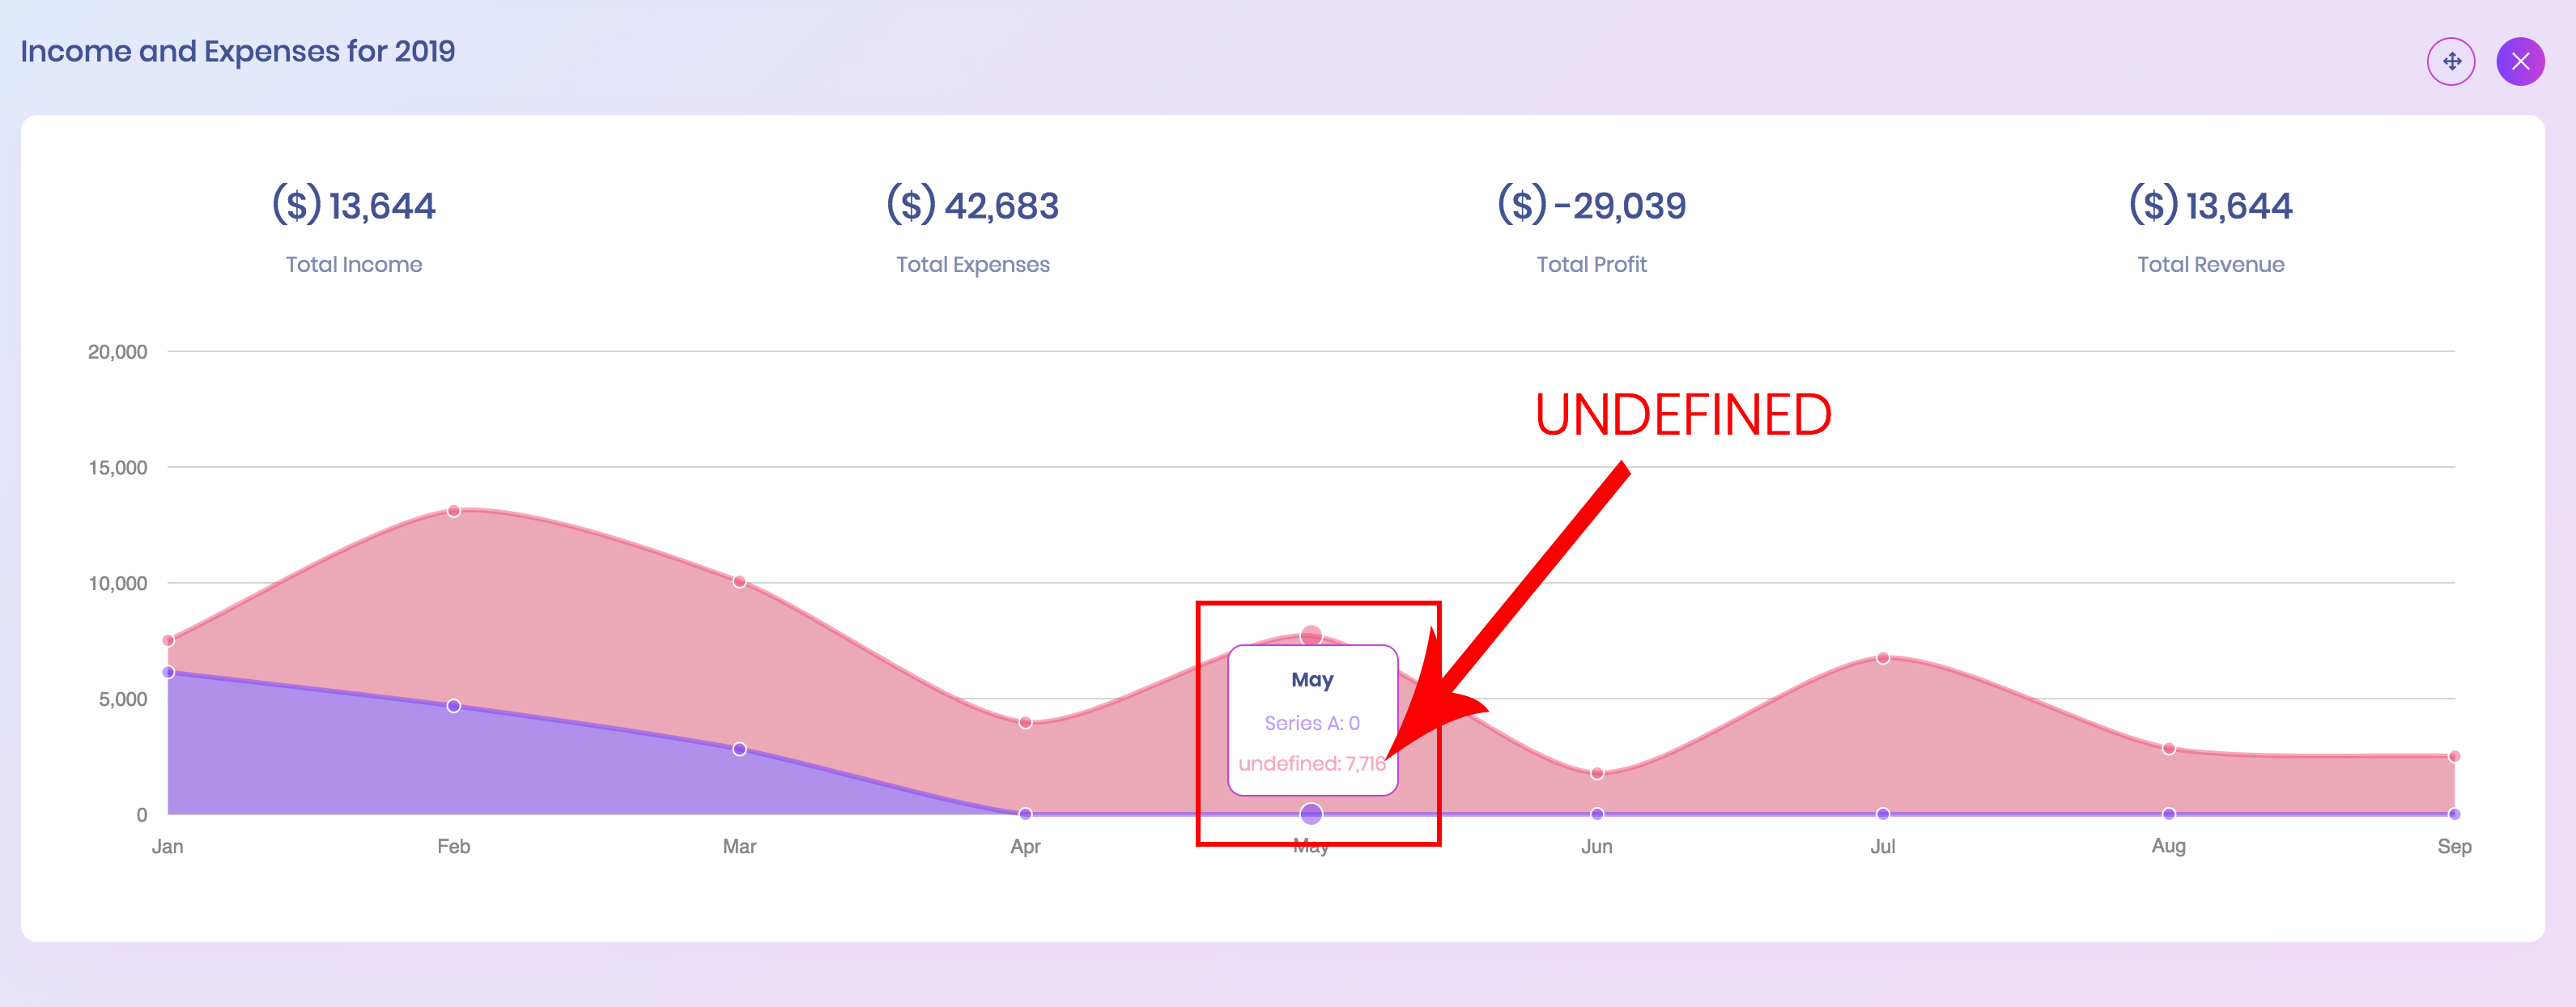 Income and Expenses for 2019
($) 13,644
($) 42,683
($) -29,039
($) 13,644
Total Income
Total Expenses
Total Profit
Total Revenue
20,000
UNDEFINED
15,000
10,000
May
5,000
Series A: 0
undefined: 7,716
0
Jan
Feb
Mar
Apr
May
Jun
Jul
Aug
Sep